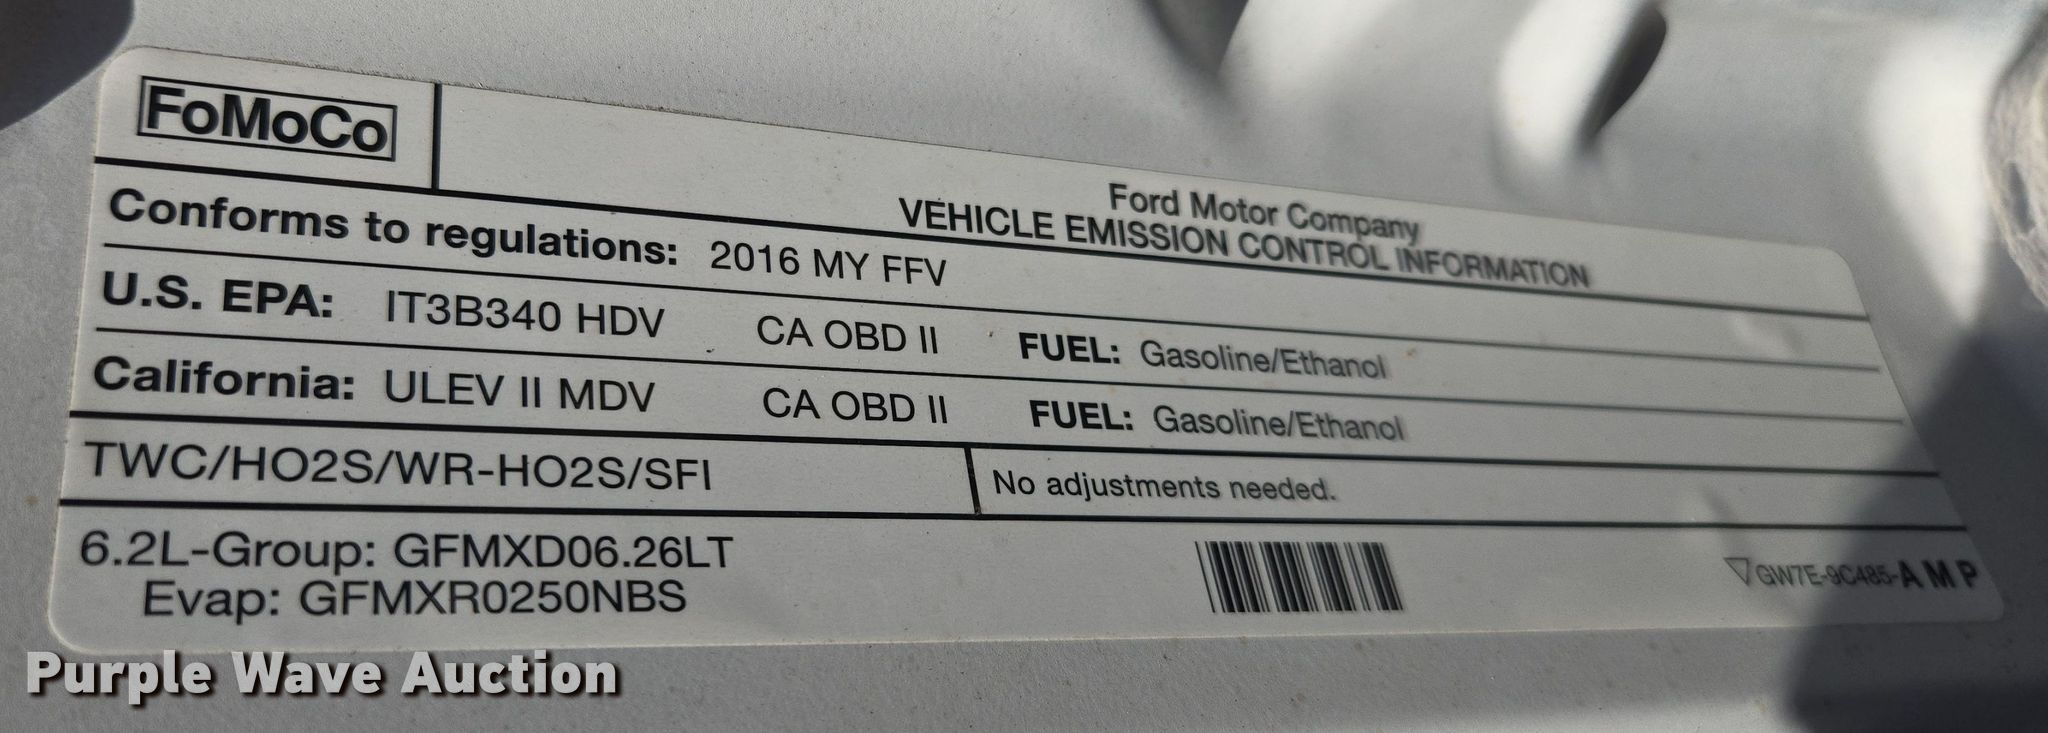 FoMoCo
Ford Motor Company
VEHICLE EMISSION CONTROL INFORMATION
Conforms to regulations: 2016 MY FFV
U.S. EPA: IT3B340 HDV CA OBD II FUEL: Gasoline/Ethanol
California: ULEV II MDV CA OBD II FUEL: Gasoline/Ethanol
TWC/HO2S/WR-HO2S/SFI No adjustments needed.
6.2L-Group: GFMXD06.26LT
Evap: GFMXR0250NBS
GW7E-9C485-A M P
Purple Wave Auction